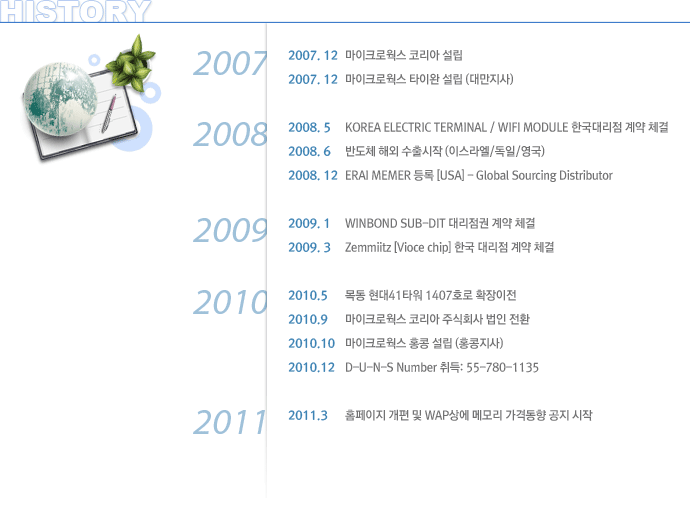 HISTORY
2007
2007. 12 마이크로웍스 코리아 설립
2007. 12 마이크로웍스 타이완 설립 (대만지사)
2008
2008. 5 KOREA ELECTRIC TERMINAL / WIFI MODULE 한국대리점 계약 체결
2008. 6 반도체 해외 수출시작 (이스라엘/독일/영국)
2008. 12 ERAI MEMER 등록 [USA] - Global Sourcing Distributor
2009
2009. 1 WINBOND SUB-DIT 대리점권 계약 체결
2009. 3 Zemmiitz [Vioce chip] 한국 대리점 계약 체결
2010
2010.5 목동 현대41타워 1407호로 확장이전
2010.9 마이크로웍스 코리아 주식회사 법인 전환
2010.10 마이크로웍스 홍콩 설립 (홍콩지사)
2010.12 D-U-N-S Number 취득: 55-780-1135
2011
2011.3 홈페이지 개편 및 WAP상에 메모리 가격동향 공지 시작